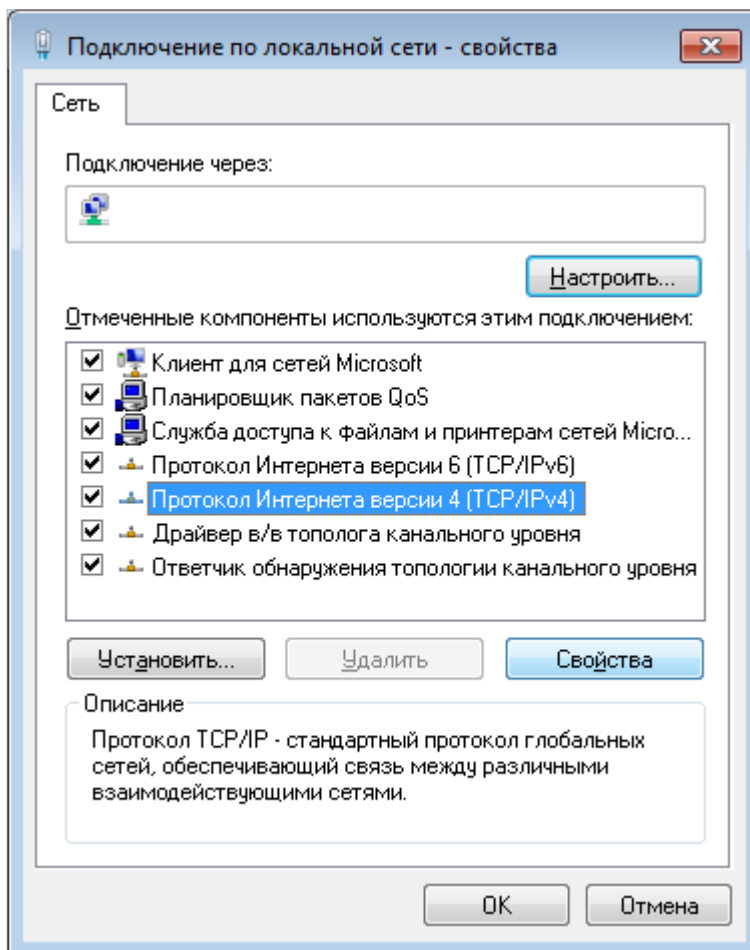 Подключение по локальной сети - свойства
Сеть
Подключение через:
Настроить...
Отмеченные компоненты используются этим подключением:
Клиент для сетей Microsoft
Планировщик пакетов QoS
Служба доступа к файлам и принтерам сетей Micro...
Протокол Интернета версии 6 (TCP/IPv6)
Протокол Интернета версии 4 (TCP/IPv4)
Драйвер в/в тополога канального уровня
Ответчик обнаружения топологии канального уровня
Установить...
Удалить
Свойства
Описание
Протокол TCP/IP - стандартный протокол глобальных
сетей, обеспечивающий связь между различными
взаимодействующими сетями.
OK
Отмена